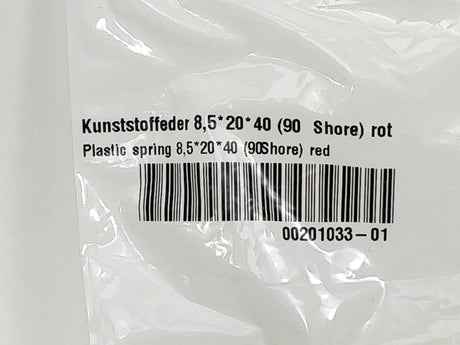 Kunststoffeder 8,5*20*40 (90 Shore) rot
Plastic spring 8,5*20*40 (90Shore) red
00201033-01